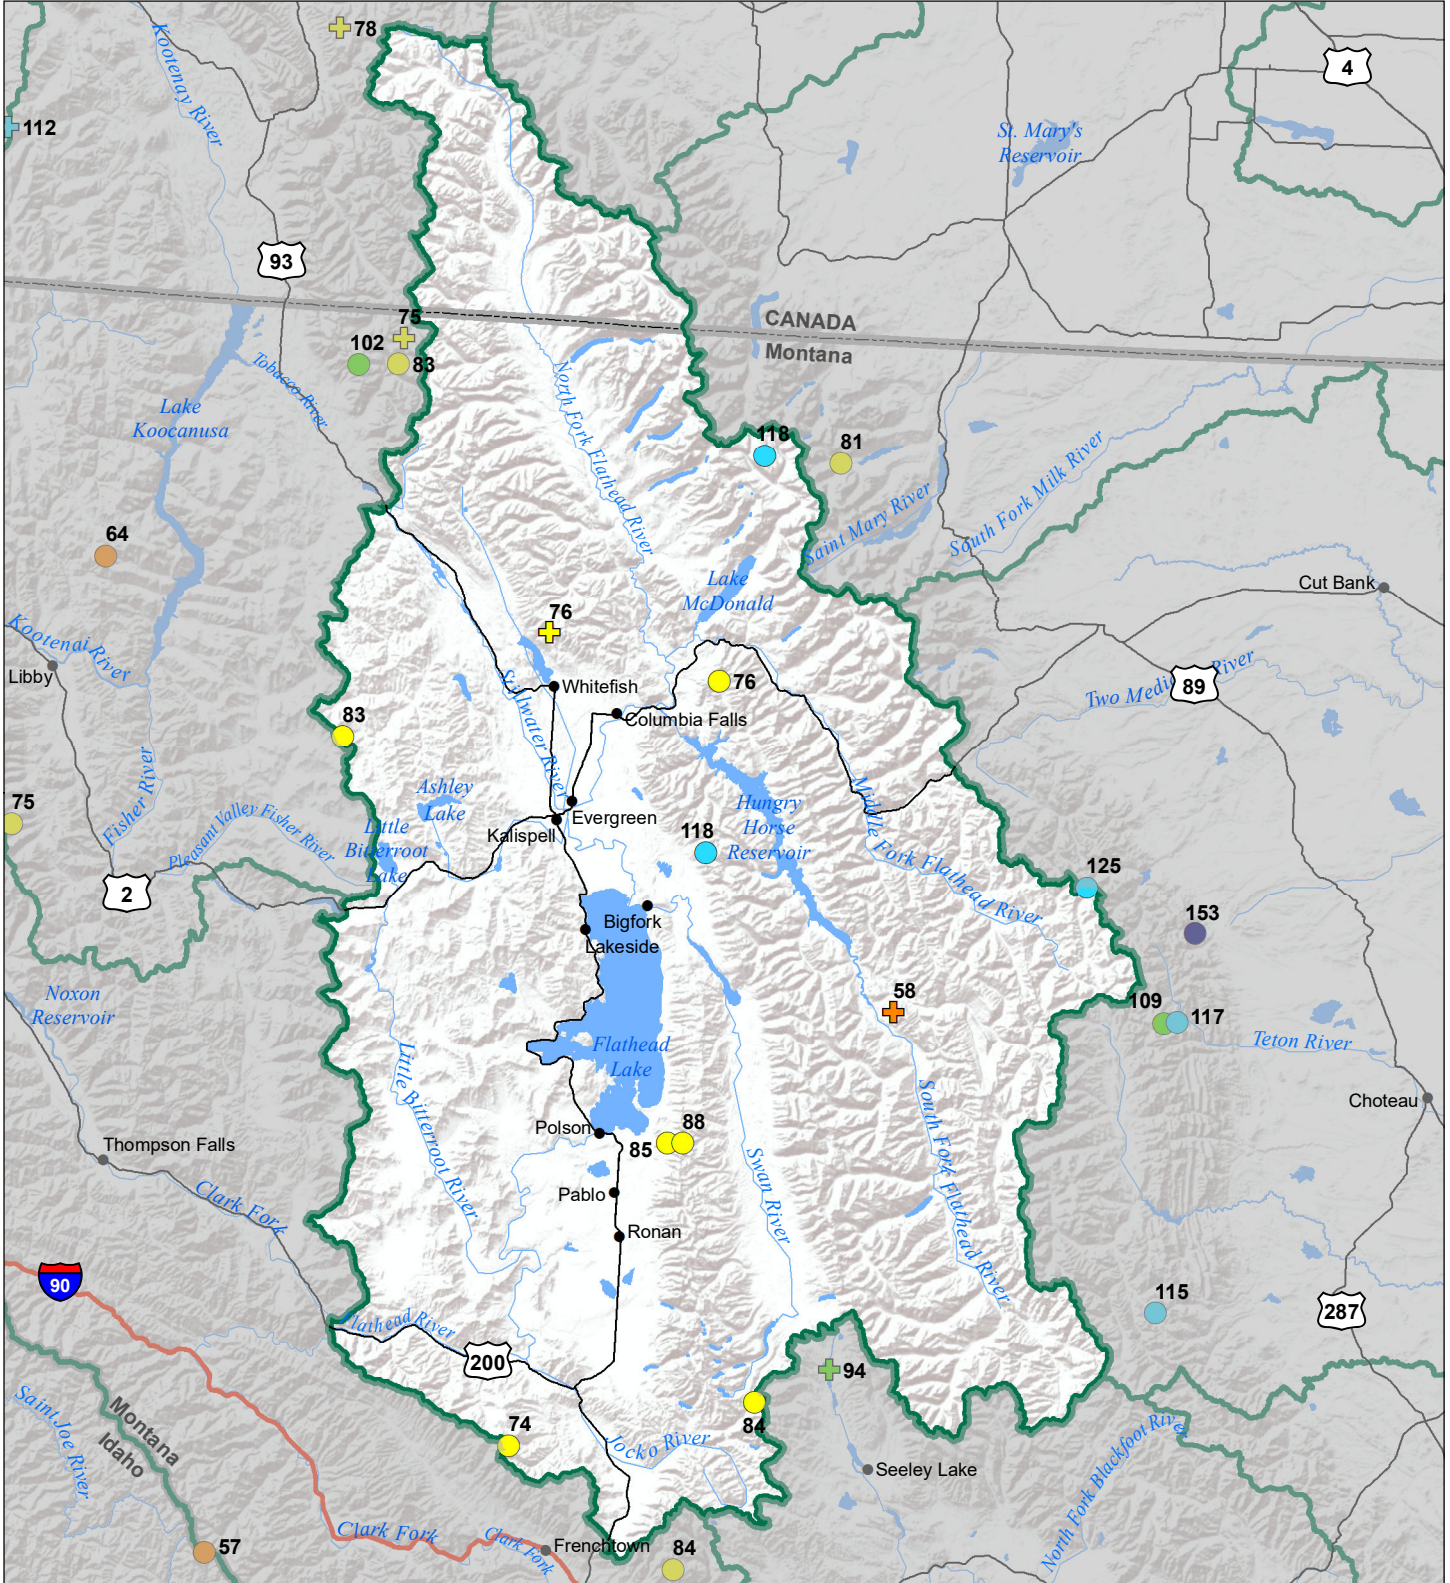 78
Kootenay River
4
112
St. Mary's
Reservoir
93
CANADA
Montana
75
102
83
Tobacco River
Lake
Koocanusa
North Fork Flathead River
118
81
Saint Mary River
South Fork Milk River
64
Lake
McDonald
Cut Bank
76
Kootenai River
Libby
Whitefish
76
Two Medic
River
89
Stillwater River
Columbia Falls
83
Ashley
Lake
Hungry
Horse
Reservoir
Middle Fork Flathead River
75
Fisher River
Pleasant Valley Fisher River
Little
Bitterroot
Lake
Evergreen
Kalispell
118
2
125
153
Bigfork
Lakeside
58
109
117
Noxon
Reservoir
Flathead
Lake
Teton River
Little Bitterroot River
South Fork Flathead River
Choteau
Polson
85
88
Thompson Falls
Swan River
Clark Fork
Pablo
Ronan
90
115
287
Flathead River
200
94
84
Saint Joe River
Montana
Idaho
74
Jocko River
Seeley Lake
North Fork Blackfoot River
57
Clark Fork
Clark Fork
Frenchtown
84